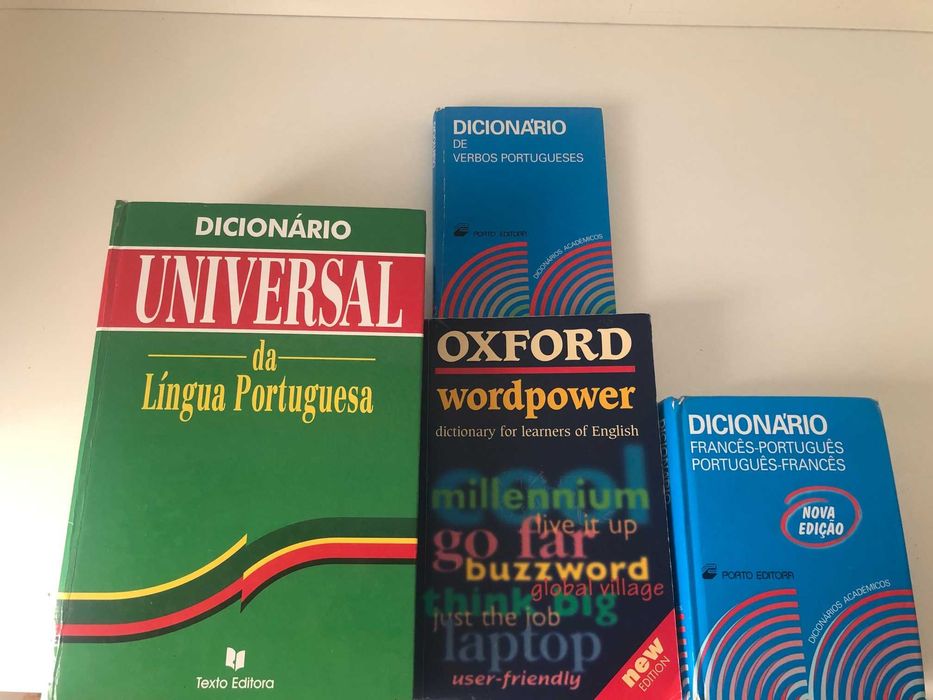 DICIONÁRIO
UNIVERSAL
da
Língua Portuguesa
Texto Editora
DICIONÁRIO
DE
VERBOS PORTUGUESES
PORTO EDITORA
DICIONÁRIOS ACADÉMICOS
OXFORD
wordpower
dictionary for learners of English
cool
millennium
live it up
go far
buzzword
global village
think big
just the job
laptop
user-friendly
new
EDITION
DICIONÁRIO
FRANCÊS-PORTUGUÊS
PORTUGUÊS-FRANCÊS
NOVA
EDIÇÃO
PORTO EDITORA
DICIONÁRIOS ACADÉMICOS